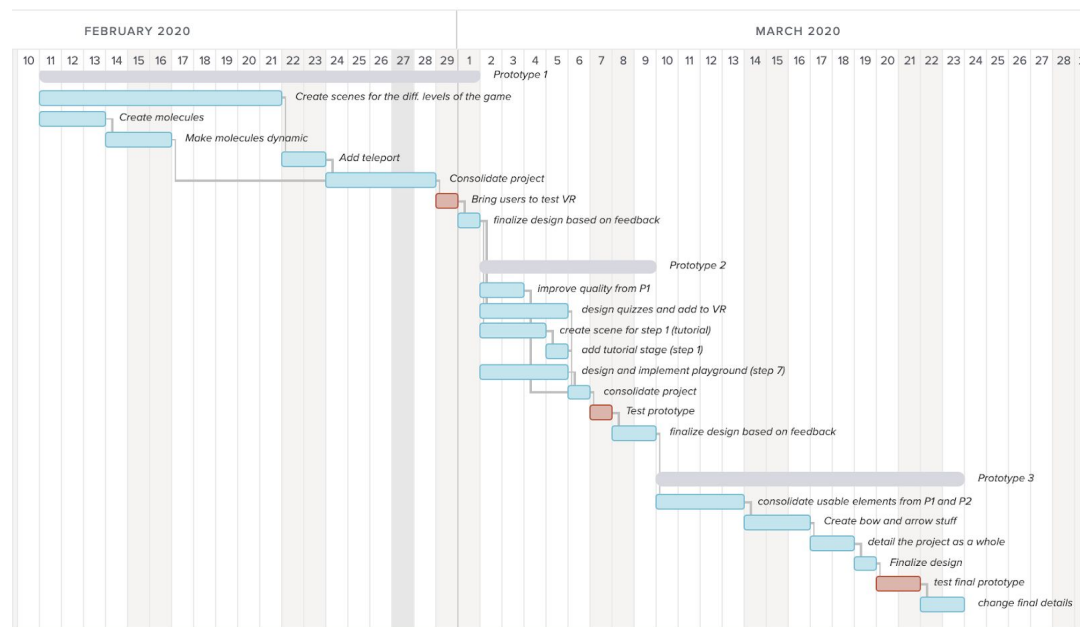 FEBRUARY 2020 MARCH 2020
10 11 12 13 14 15 16 17 18 19 20 21 22 23 24 25 26 27 28 29 1 2 3 4 5 6 7 8 9 10 11 12 13 14 15 16 17 18 19 20 21 22 23 24 25 26 27 28
Prototype 1
Create scenes for the diff. levels of the game
Create molecules
Make molecules dynamic
Add teleport
Consolidate project
Bring users to test VR
finalize design based on feedback
Prototype 2
improve quality from P1
design quizzes and add to VR
create scene for step 1 (tutorial)
add tutorial stage (step 1)
design and implement playground (step 7)
consolidate project
Test prototype
finalize design based on feedback
Prototype 3
consolidate usable elements from P1 and P2
Create bow and arrow stuff
detail the project as a whole
Finalize design
test final prototype
change final details